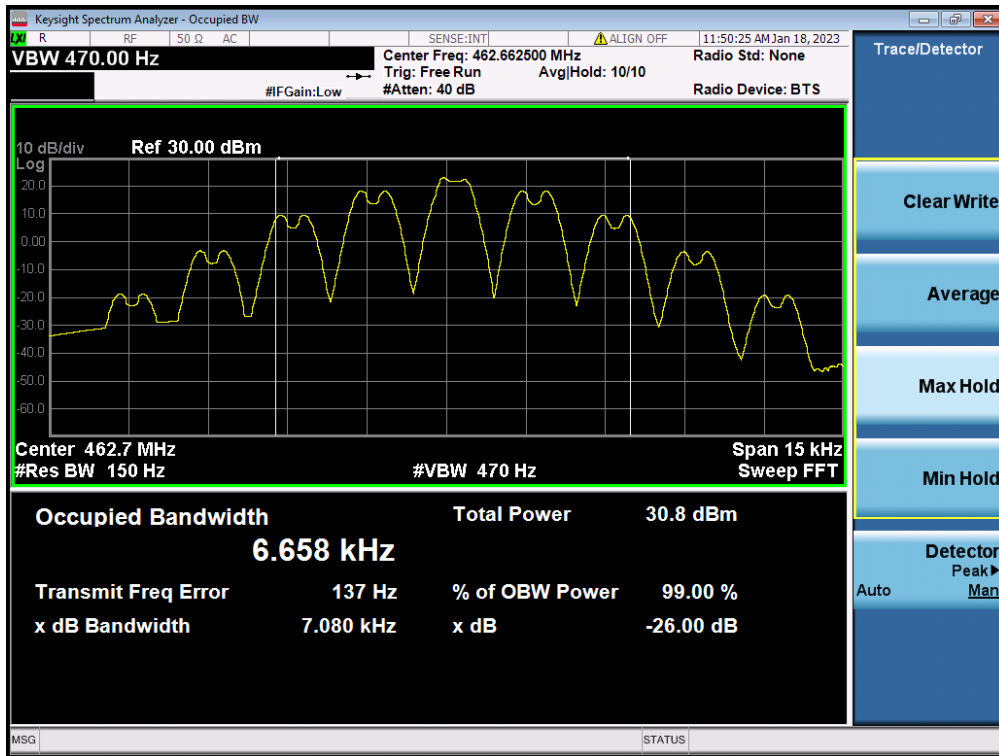 Keysight Spectrum Analyzer - Occupied BW
LXI R RF 50 Ω AC SENSE:INT ALIGN OFF 11:50:25 AM Jan 18, 2023
VBW 470.00 Hz
Center Freq: 462.662500 MHz Radio Std: None
Trig: Free Run Avg|Hold: 10/10
#IFGain:Low #Atten: 40 dB Radio Device: BTS
10 dB/div Ref 30.00 dBm
Log
20.0
10.0
0.00
-10.0
-20.0
-30.0
-40.0
-50.0
-60.0
Center 462.7 MHz Span 15 kHz
#Res BW 150 Hz #VBW 470 Hz Sweep FFT
Occupied Bandwidth Total Power 30.8 dBm
6.658 kHz
Transmit Freq Error 137 Hz % of OBW Power 99.00 %
x dB Bandwidth 7.080 kHz x dB -26.00 dB
MSG STATUS
Trace/Detector
Clear Write
Average
Max Hold
Min Hold
Detector
Peak
Auto Man